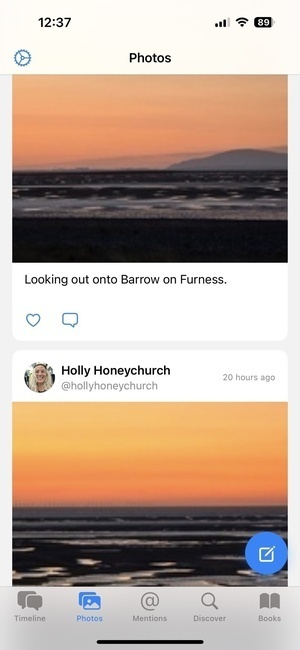 12:37
89
Photos
Looking out onto Barrow on Furness.
Holly Honeychurch
20 hours ago
@hollyhoneychurch
Timeline
Photos
Mentions
Discover
Books